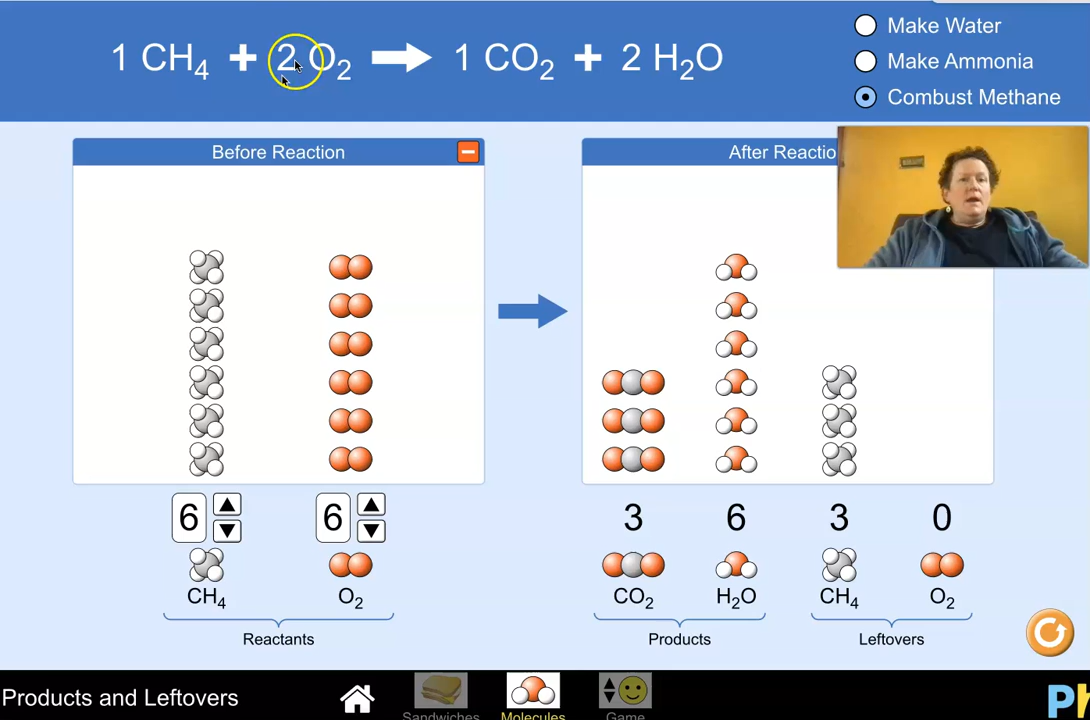 1 CH₄ + 2 O₂ → 1 CO₂ + 2 H₂O
Make Water
Make Ammonia
Combust Methane
Before Reaction
After Reactio
6
6
3
6
3
0
CH₄
O₂
CO₂
H₂O
CH₄
O₂
Reactants
Products
Leftovers
Products and Leftovers
Sandwiches
Molecules
Game